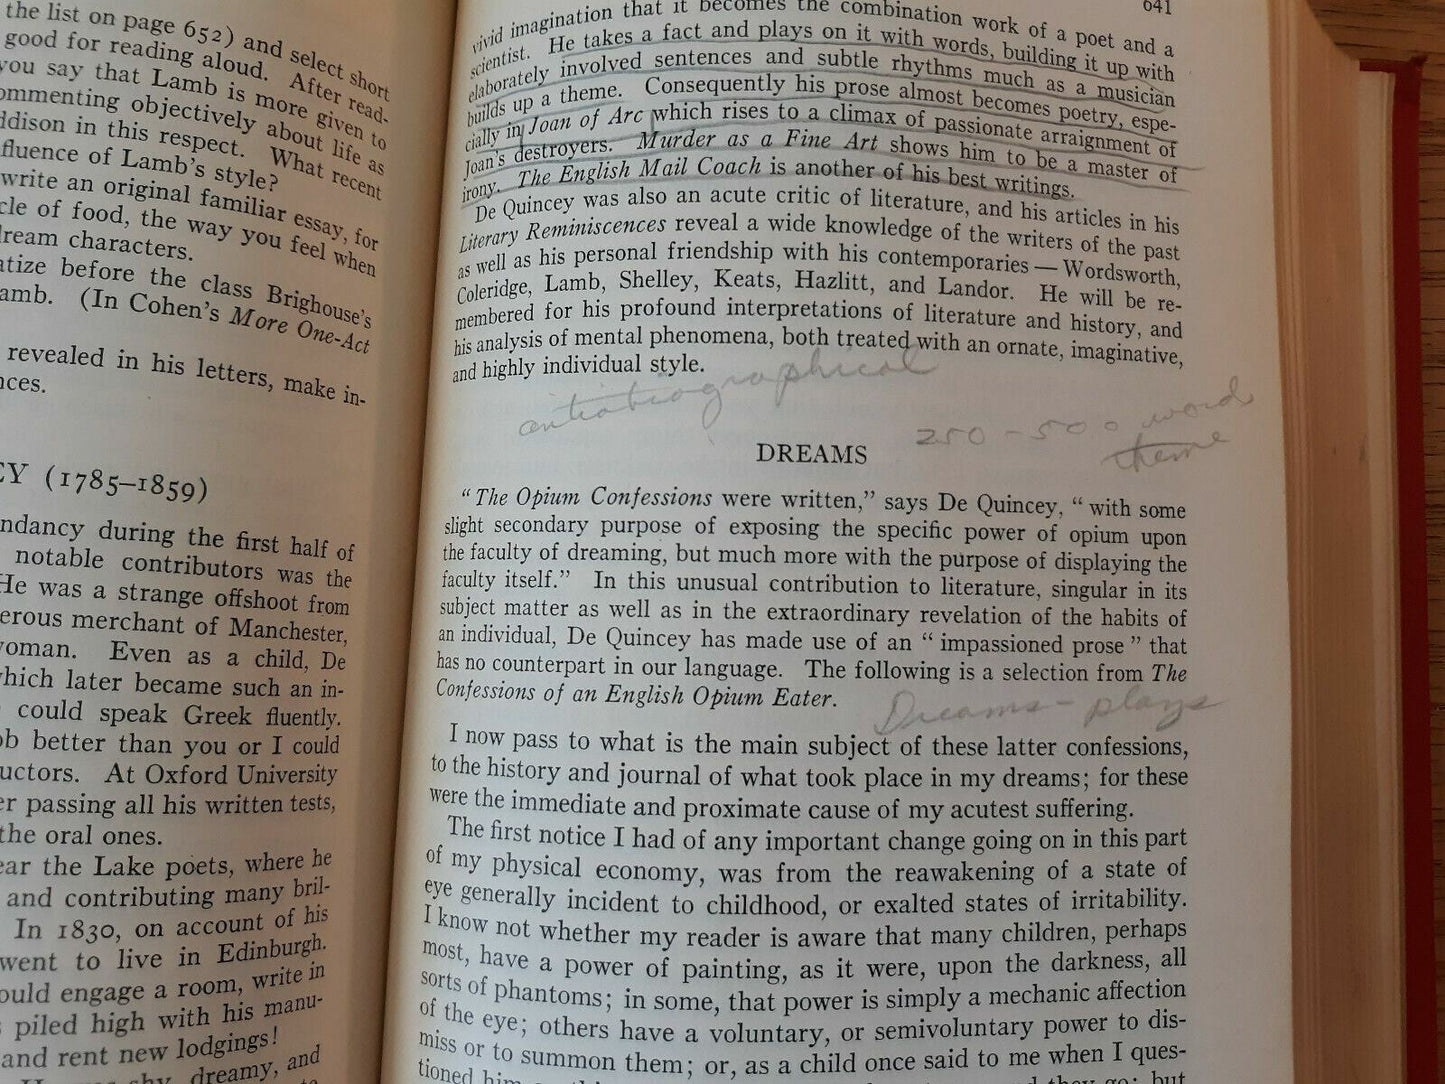 the list on page 652) and select short
good for reading aloud. After read-
you say that Lamb is more given to
ommenting objectively about life as
ddison in this respect. What recent
fluence of Lamb's style?
write an original familiar essay, for
cle of food, the way you feel when
dream characters.
atize before the class Brighouse's
amb. (In Cohen's More One-Act
revealed in his letters, make in-
nces.
EY (1785–1859)
ndancy during the first half of
notable contributors was the
He was a strange offshoot from
erous merchant of Manchester,
woman. Even as a child, De
which later became such an in-
could speak Greek fluently.
ob better than you or I could
uctors. At Oxford University
er passing all his written tests,
the oral ones.
ear the Lake poets, where he
and contributing many bril-
In 1830, on account of his
went to live in Edinburgh.
ould engage a room, write in
piled high with his manu-
and rent new lodgings!
He was shy, dreamy, and
641
vivid imagination that it becomes the combination work of a poet and a
scientist. He takes a fact and plays on it with words, building it up with
elaborately involved sentences and subtle rhythms much as a musician
builds up a theme. Consequently his prose almost becomes poetry, espe-
cially in Joan of Arc which rises to a climax of passionate arraignment of
Joan's destroyers. Murder as a Fine Art shows him to be a master of
irony. The English Mail Coach is another of his best writings.
De Quincey was also an acute critic of literature, and his articles in his
Literary Reminiscences reveal a wide knowledge of the writers of the past
as well as his personal friendship with his contemporaries — Wordsworth,
Coleridge, Lamb, Shelley, Keats, Hazlitt, and Landor. He will be re-
membered for his profound interpretations of literature and history, and
his analysis of mental phenomena, both treated with an ornate, imaginative,
and highly individual style.
autobiographical
250 - 500 word
theme
DREAMS
"The Opium Confessions were written," says De Quincey, "with some
slight secondary purpose of exposing the specific power of opium upon
the faculty of dreaming, but much more with the purpose of displaying the
faculty itself." In this unusual contribution to literature, singular in its
subject matter as well as in the extraordinary revelation of the habits of
an individual, De Quincey has made use of an "impassioned prose" that
has no counterpart in our language. The following is a selection from The
Confessions of an English Opium Eater.
Dreams - plays
I now pass to what is the main subject of these latter confessions,
to the history and journal of what took place in my dreams; for these
were the immediate and proximate cause of my acutest suffering.
The first notice I had of any important change going on in this part
of my physical economy, was from the reawakening of a state of
eye generally incident to childhood, or exalted states of irritability.
I know not whether my reader is aware that many children, perhaps
most, have a power of painting, as it were, upon the darkness, all
sorts of phantoms; in some, that power is simply a mechanic affection
of the eye; others have a voluntary, or semivoluntary power to dis-
miss or to summon them; or, as a child once said to me when I ques-
tioned him